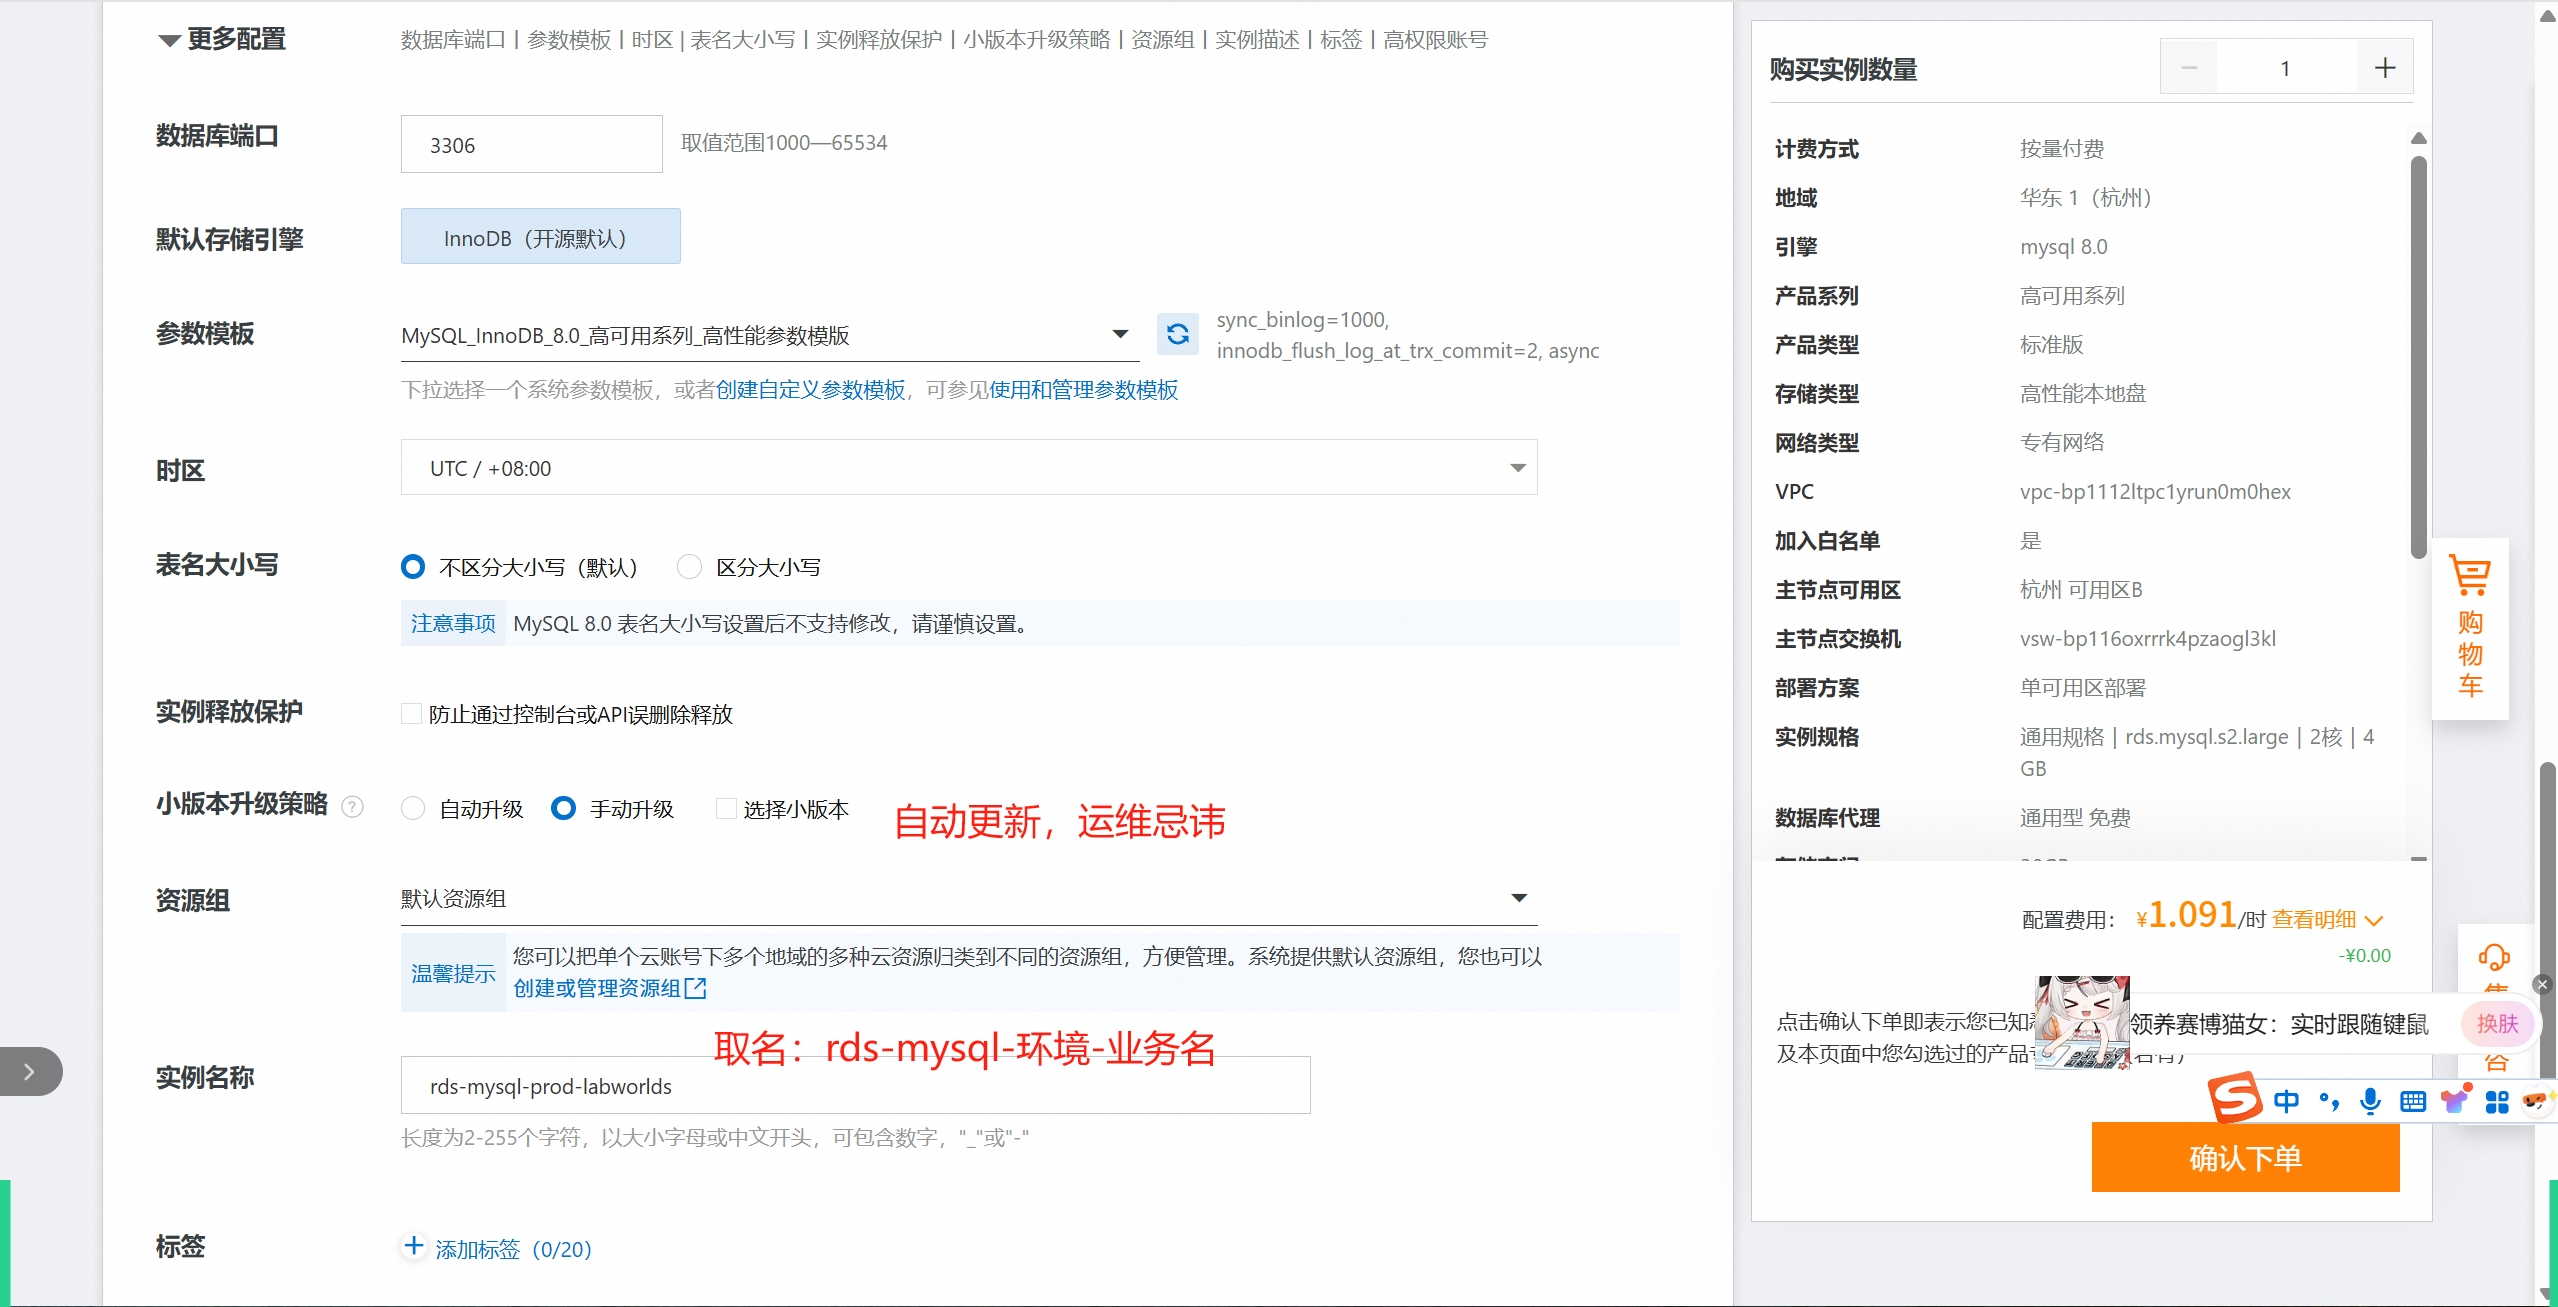 更多配置
数据库端口 | 参数模板 | 时区 | 表名大小写 | 实例释放保护 | 小版本升级策略 | 资源组 | 实例描述 | 标签 | 高权限账号
数据库端口
3306
取值范围1000—65534
默认存储引擎
InnoDB（开源默认）
参数模板
MySQL_InnoDB_8.0_高可用系列_高性能参数模版
sync_binlog=1000,
innodb_flush_log_at_trx_commit=2, async
下拉选择一个系统参数模板，或者创建自定义参数模板，可参见使用和管理参数模板
时区
UTC / +08:00
表名大小写
不区分大小写（默认）
区分大小写
注意事项
MySQL 8.0 表名大小写设置后不支持修改，请谨慎设置。
实例释放保护
防止通过控制台或API误删除释放
小版本升级策略
?
自动升级
手动升级
选择小版本
自动更新，运维忌讳
资源组
默认资源组
温馨提示
您可以把单个云账号下多个地域的多种云资源归类到不同的资源组，方便管理。系统提供默认资源组，您也可以
创建或管理资源组
取名：rds-mysql-环境-业务名
实例名称
rds-mysql-prod-labworlds
长度为2-255个字符，以大小字母或中文开头，可包含数字，"_"或"-"
标签
添加标签（0/20）
购买实例数量
1
计费方式 按量付费
地域 华东 1（杭州）
引擎 mysql 8.0
产品系列 高可用系列
产品类型 标准版
存储类型 高性能本地盘
网络类型 专有网络
VPC vpc-bp1112ltpc1yrun0m0hex
加入白名单 是
主节点可用区 杭州 可用区B
主节点交换机 vsw-bp116oxrrrk4pzaogl3kl
部署方案 单可用区部署
实例规格 通用规格 | rds.mysql.s2.large | 2核 | 4
GB
数据库代理 通用型 免费
配置费用： ¥1.091/时 查看明细
-¥0.00
点击确认下单即表示您已知
及本页面中您勾选过的产品
领养赛博猫女：实时跟随键鼠
换肤
中
确认下单
购
物
车